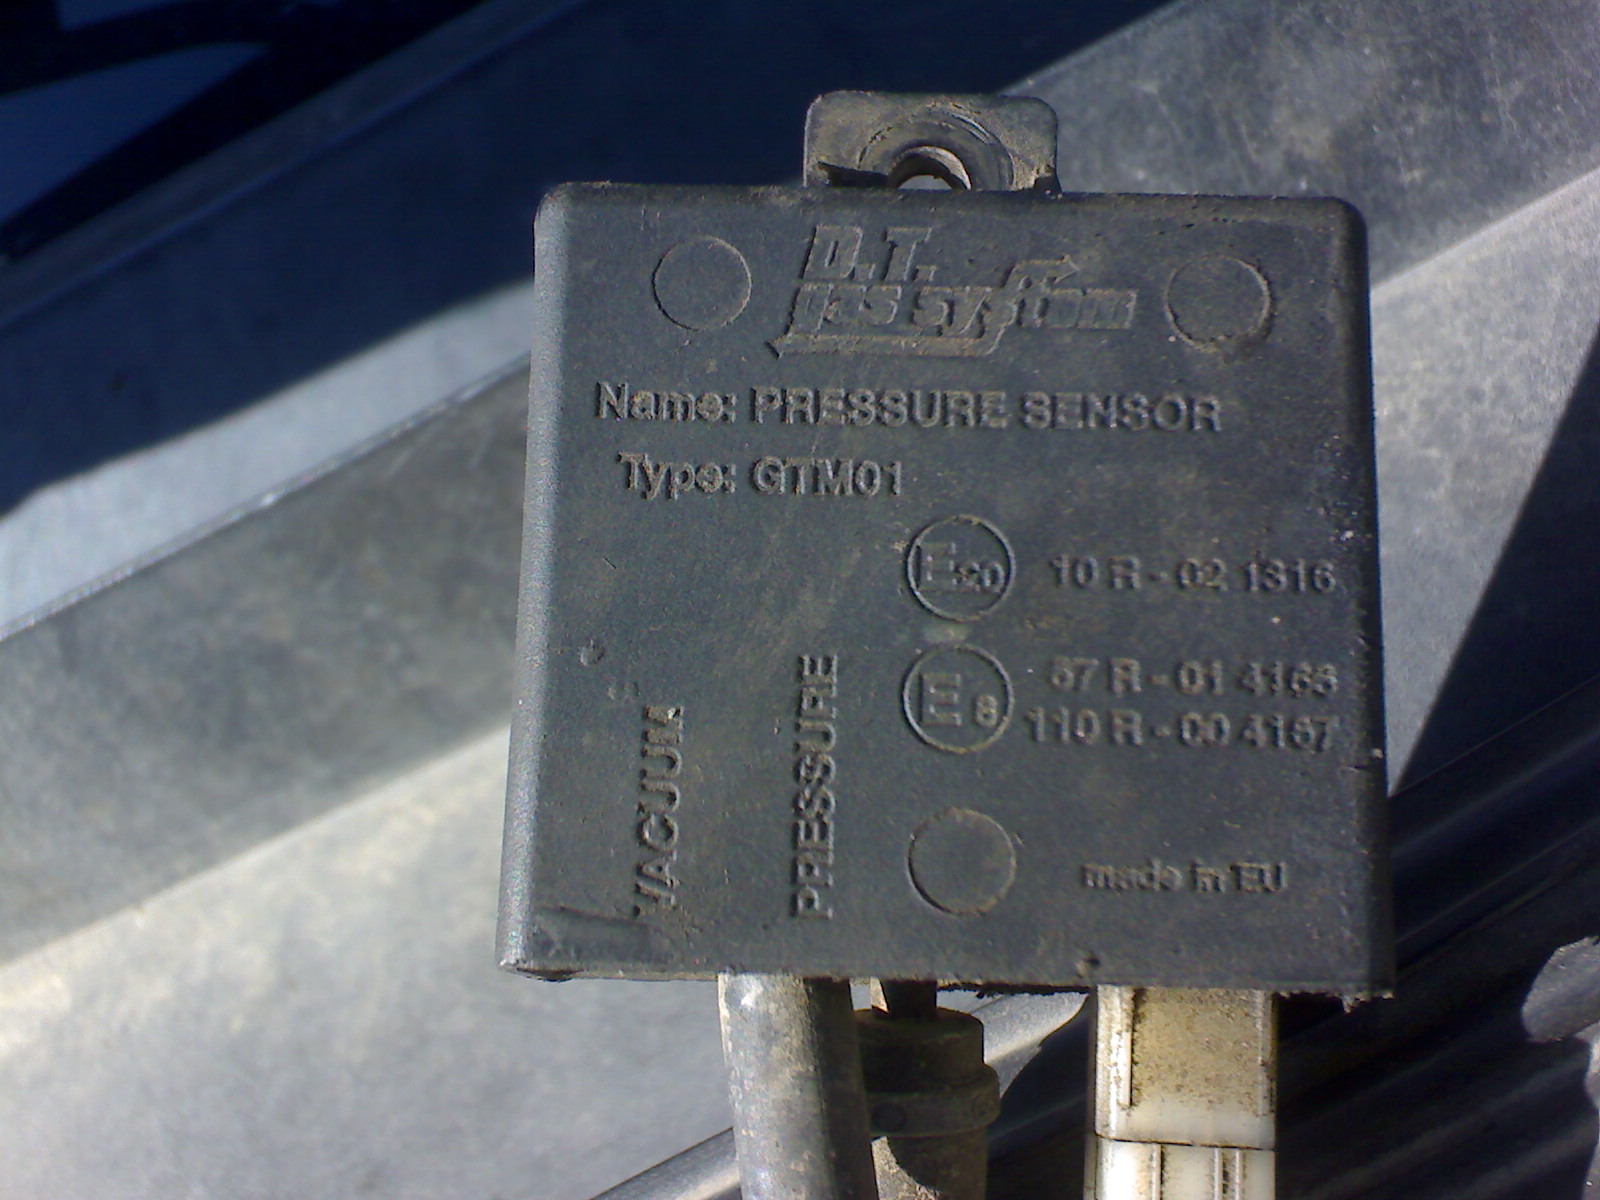 D.T.
gas system
Name: PRESSURE SENSOR
Type: GTM01
E20 10 R - 02 1316
E8 67 R - 01 4166
110 R - 00 4167
VACUUM
PRESSURE
made in EU